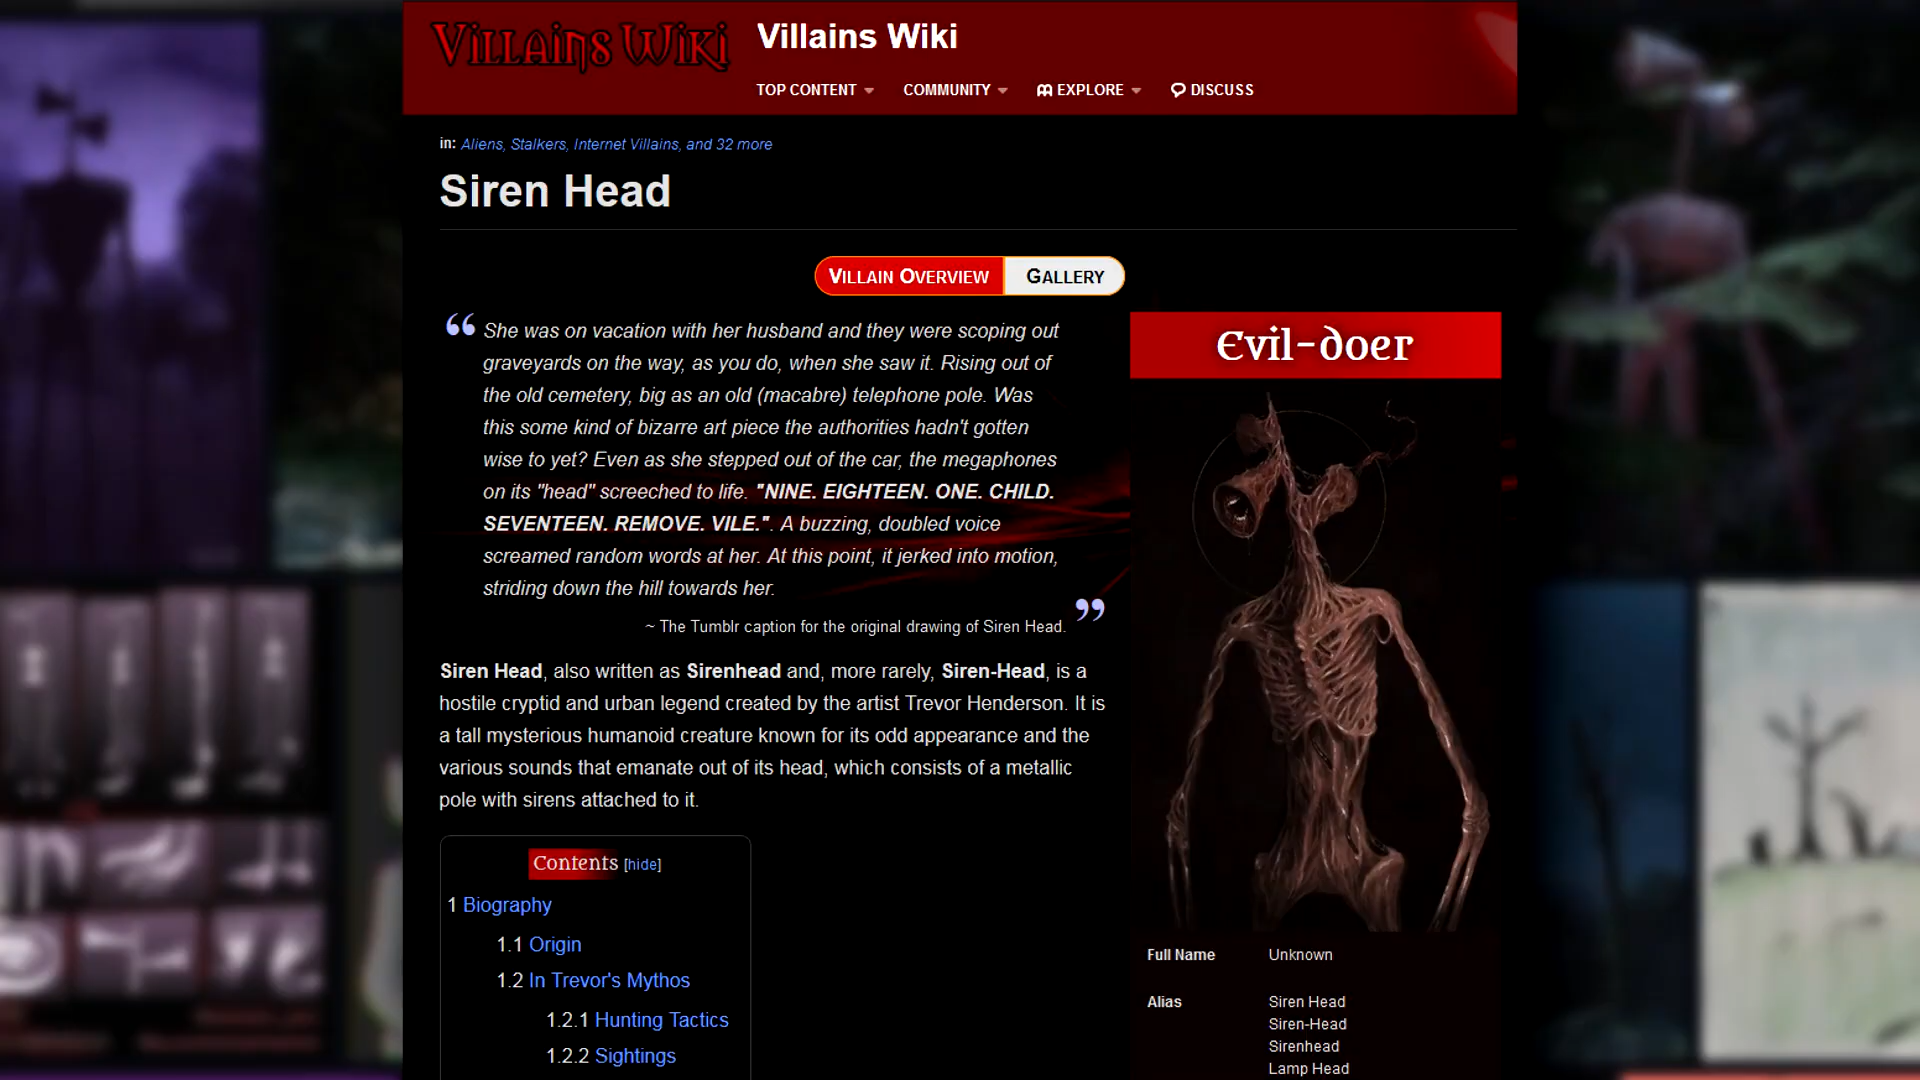 Villains Wiki
Villains Wiki
TOP CONTENT
COMMUNITY
EXPLORE
DISCUSS
in: Aliens, Stalkers, Internet Villains, and 32 more
Siren Head
VILLAIN OVERVIEW
GALLERY
“ She was on vacation with her husband and they were scoping out
graveyards on the way, as you do, when she saw it. Rising out of
the old cemetery, big as an old (macabre) telephone pole. Was
this some kind of bizarre art piece the authorities hadn't gotten
wise to yet? Even as she stepped out of the car, the megaphones
on its "head" screeched to life. "NINE. EIGHTEEN. ONE. CHILD.
SEVENTEEN. REMOVE. VILE.". A buzzing, doubled voice
screamed random words at her. At this point, it jerked into motion,
striding down the hill towards her. ”
~ The Tumblr caption for the original drawing of Siren Head.
Siren Head, also written as Sirenhead and, more rarely, Siren-Head, is a
hostile cryptid and urban legend created by the artist Trevor Henderson. It is
a tall mysterious humanoid creature known for its odd appearance and the
various sounds that emanate out of its head, which consists of a metallic
pole with sirens attached to it.
Contents [hide]
1 Biography
1.1 Origin
1.2 In Trevor's Mythos
1.2.1 Hunting Tactics
1.2.2 Sightings
Evil-doer
Full Name Unknown
Alias Siren Head
Siren-Head
Sirenhead
Lamp Head